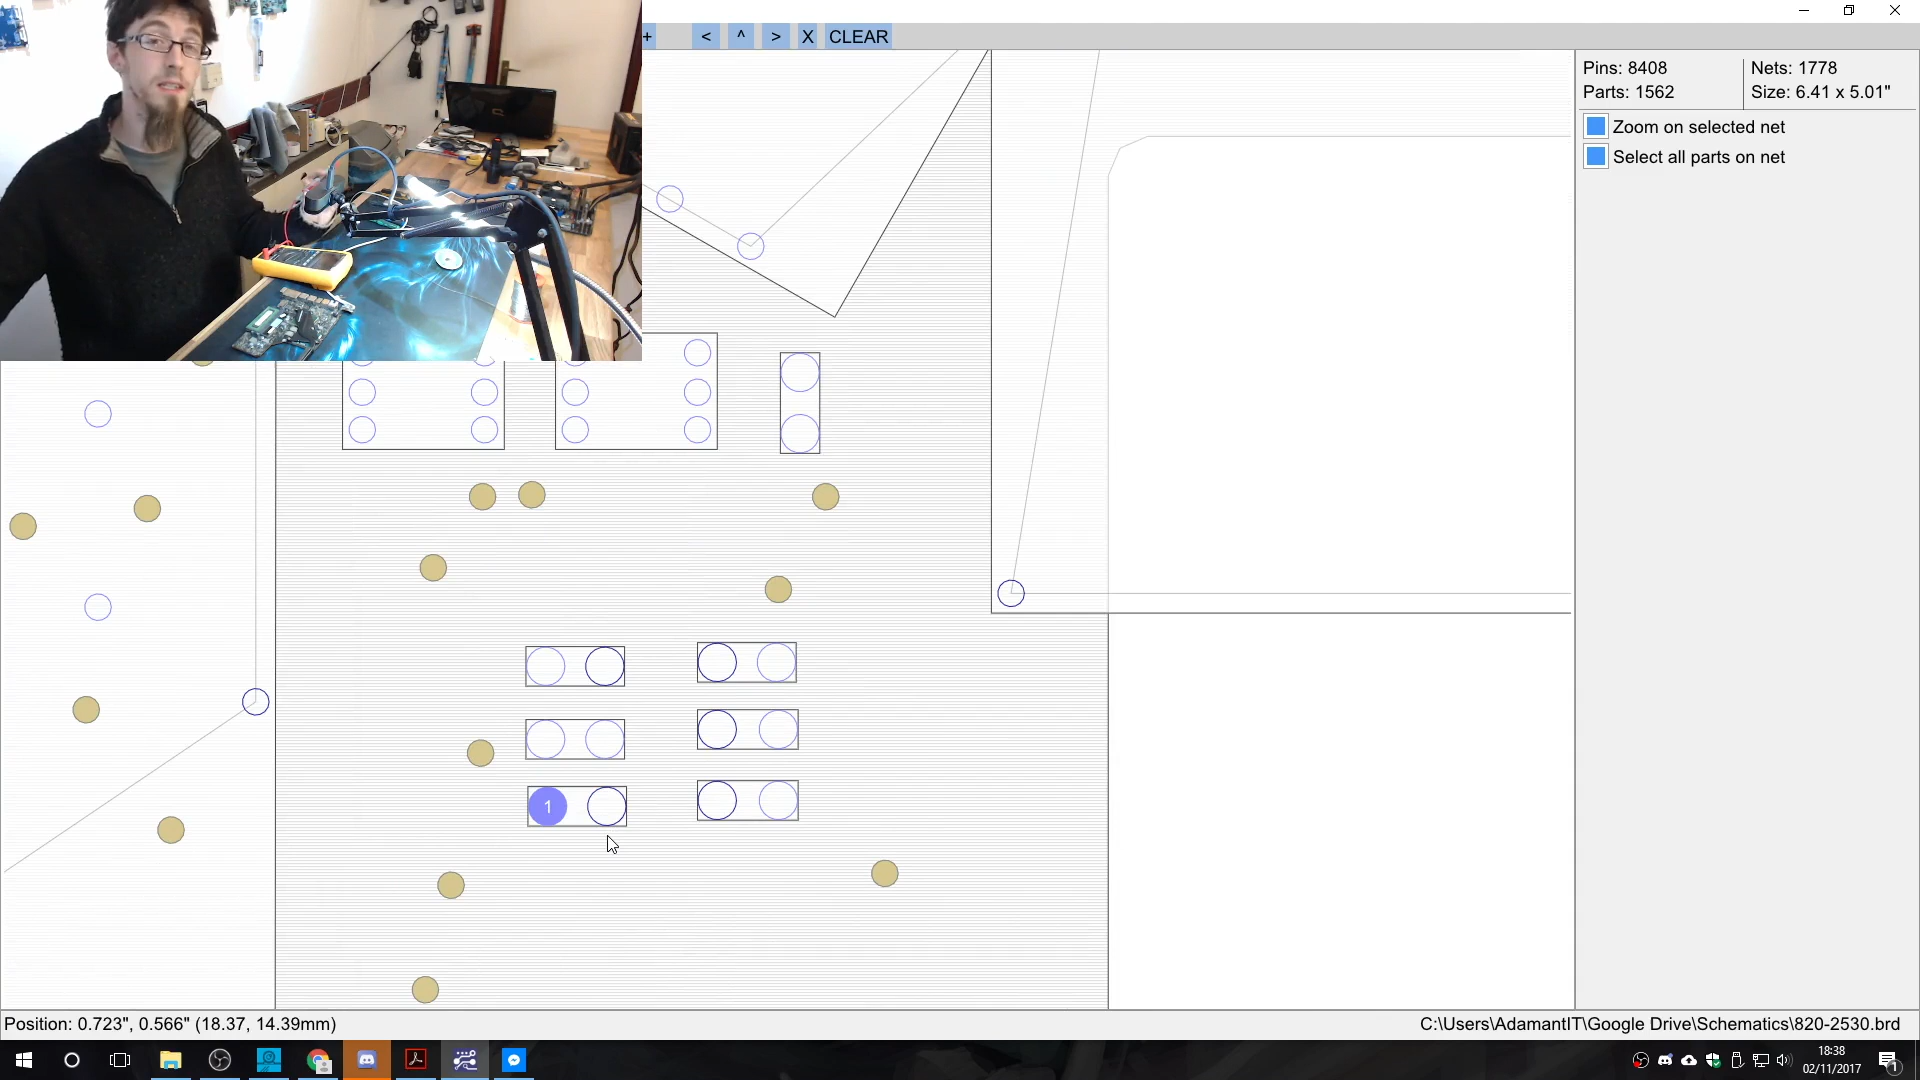 + < ^ > X CLEAR
Pins: 8408 Nets: 1778
Parts: 1562 Size: 6.41 x 5.01"
Zoom on selected net
Select all parts on net
1
Position: 0.723", 0.566" (18.37, 14.39mm) C:\Users\AdamantIT\Google Drive\Schematics\820-2530.brd
18:38
02/11/2017
1